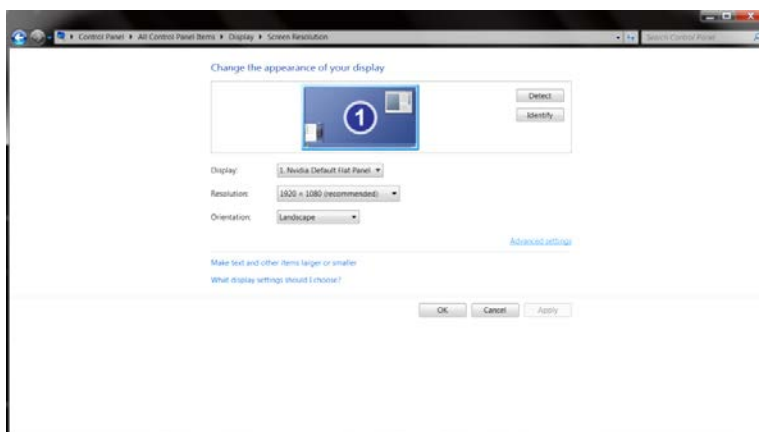 Control Panel ▸ All Control Panel Items ▸ Display ▸ Screen Resolution
Search Control Panel
Change the appearance of your display
1
Detect
Identify
Display:
1. Nvidia Default Flat Panel
Resolution:
1920 × 1080 (recommended)
Orientation:
Landscape
Advanced settings
Make text and other items larger or smaller
What display settings should I choose?
OK
Cancel
Apply